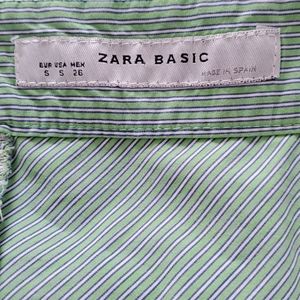 ZARA BASIC
EUR USA MEX
S S 26
MADE IN SPAIN